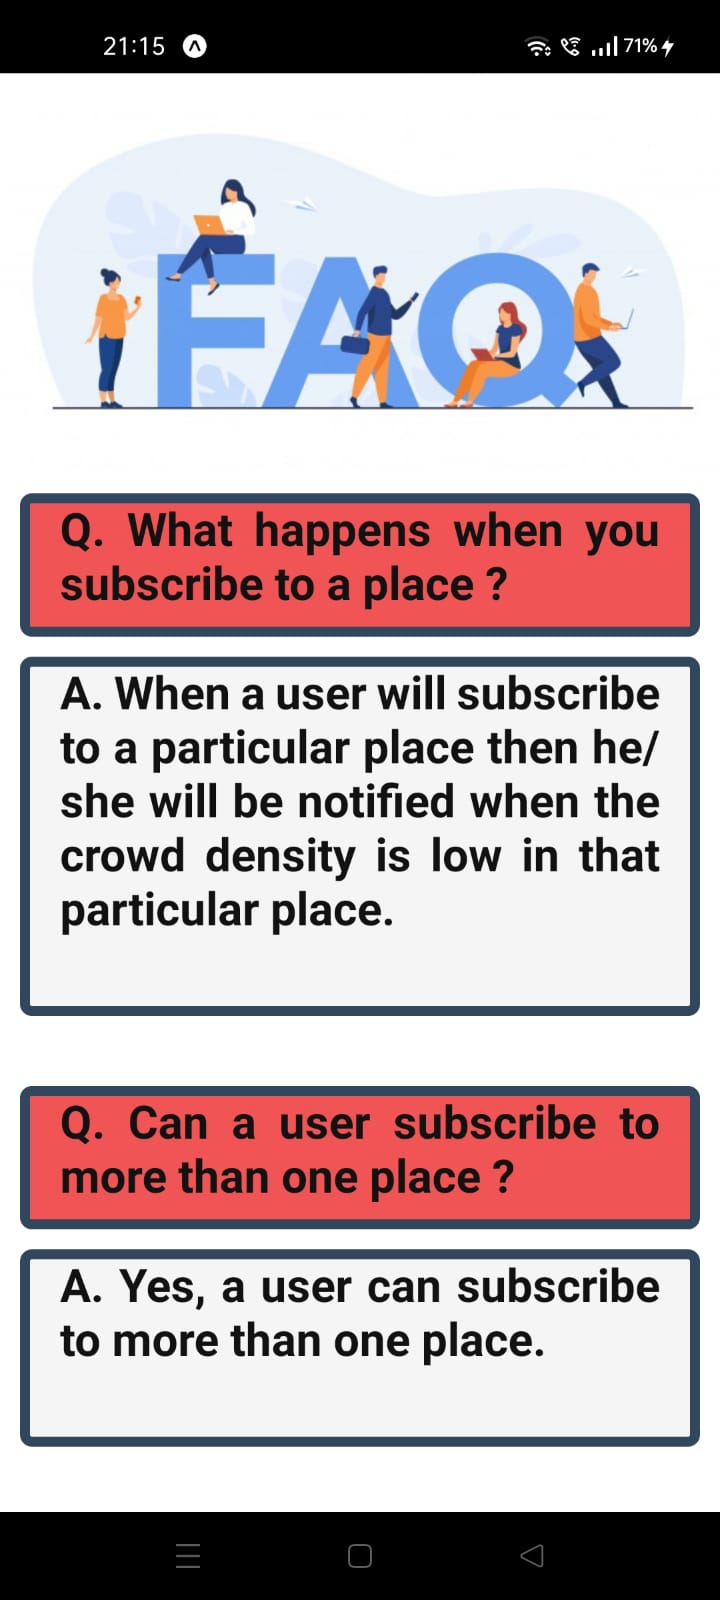 21:15
71%
FAQ
Q. What happens when you
subscribe to a place ?
A. When a user will subscribe
to a particular place then he/
she will be notified when the
crowd density is low in that
particular place.
Q. Can a user subscribe to
more than one place ?
A. Yes, a user can subscribe
to more than one place.